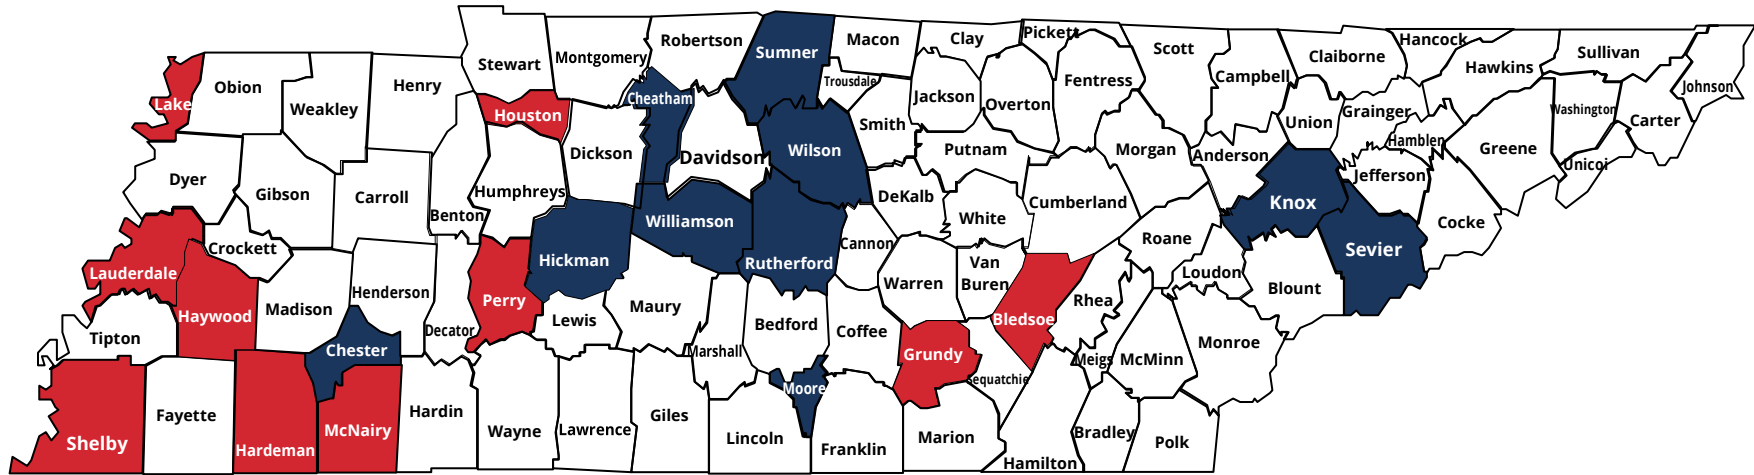 Lake
Obion
Weakley
Henry
Stewart
Montgomery
Robertson
Sumner
Macon
Clay
Pickett
Scott
Campbell
Claiborne
Hancock
Hawkins
Sullivan
Johnson
Houston
Cheatham
Trousdale
Jackson
Overton
Fentress
Union
Grainger
Hamblen
Washington
Carter
Unicoi
Greene
Dyer
Gibson
Carroll
Benton
Humphreys
Dickson
Davidson
Wilson
Smith
Putnam
Morgan
Anderson
Knox
Jefferson
Cocke
Sevier
Lauderdale
Crockett
Haywood
Madison
Henderson
Decator
Perry
Hickman
Williamson
Rutherford
Cannon
DeKalb
White
Cumberland
Roane
Loudon
Blount
Warren
Van
Buren
Bledsoe
Rhea
Tipton
Chester
Lewis
Maury
Marshall
Bedford
Coffee
Grundy
Sequatchie
Meigs
McMinn
Monroe
Shelby
Fayette
Hardeman
McNairy
Hardin
Wayne
Lawrence
Giles
Lincoln
Moore
Franklin
Marion
Hamilton
Bradley
Polk